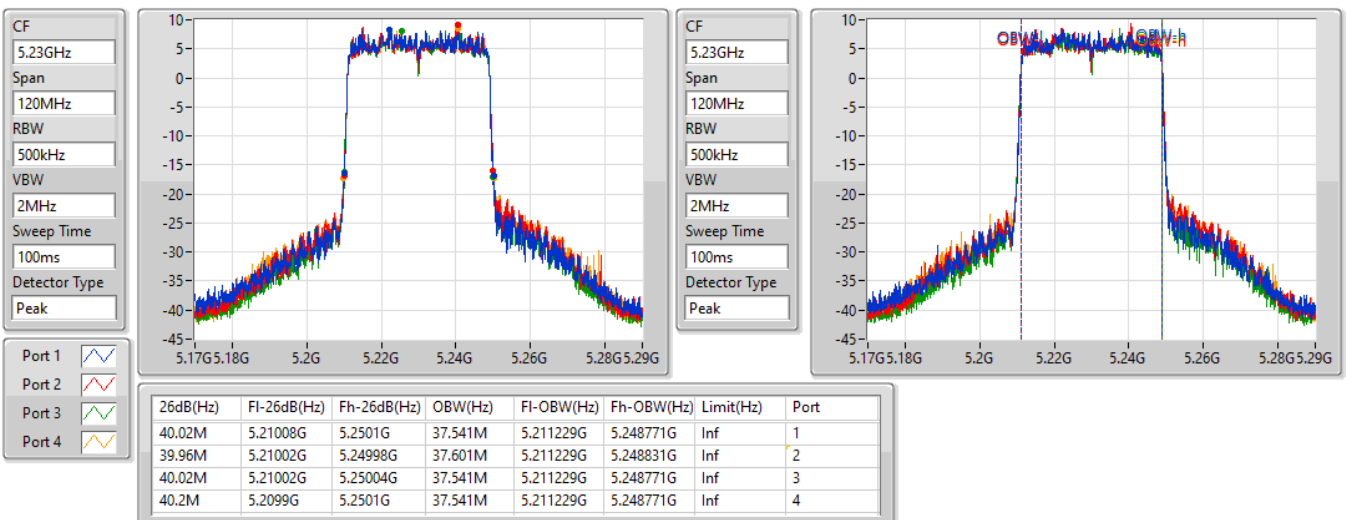 CF
5.23GHz
Span
120MHz
RBW
500kHz
VBW
2MHz
Sweep Time
100ms
Detector Type
Peak
10
5
0
-5
-10
-15
-20
-25
-30
-35
-40
-45
5.17G 5.18G 5.2G 5.22G 5.24G 5.26G 5.28G 5.29G
CF
5.23GHz
Span
120MHz
RBW
500kHz
VBW
2MHz
Sweep Time
100ms
Detector Type
Peak
10
5
0
-5
-10
-15
-20
-25
-30
-35
-40
-45
OBW-h
5.17G 5.18G 5.2G 5.22G 5.24G 5.26G 5.28G 5.29G
Port 1
Port 2
Port 3
Port 4
26dB(Hz) Fl-26dB(Hz) Fh-26dB(Hz) OBW(Hz) Fl-OBW(Hz) Fh-OBW(Hz) Limit(Hz) Port
40.02M 5.21008G 5.2501G 37.541M 5.211229G 5.248771G Inf 1
39.96M 5.21002G 5.24998G 37.601M 5.211229G 5.248831G Inf 2
40.02M 5.21002G 5.25004G 37.541M 5.211229G 5.248771G Inf 3
40.2M 5.2099G 5.2501G 37.541M 5.211229G 5.248771G Inf 4